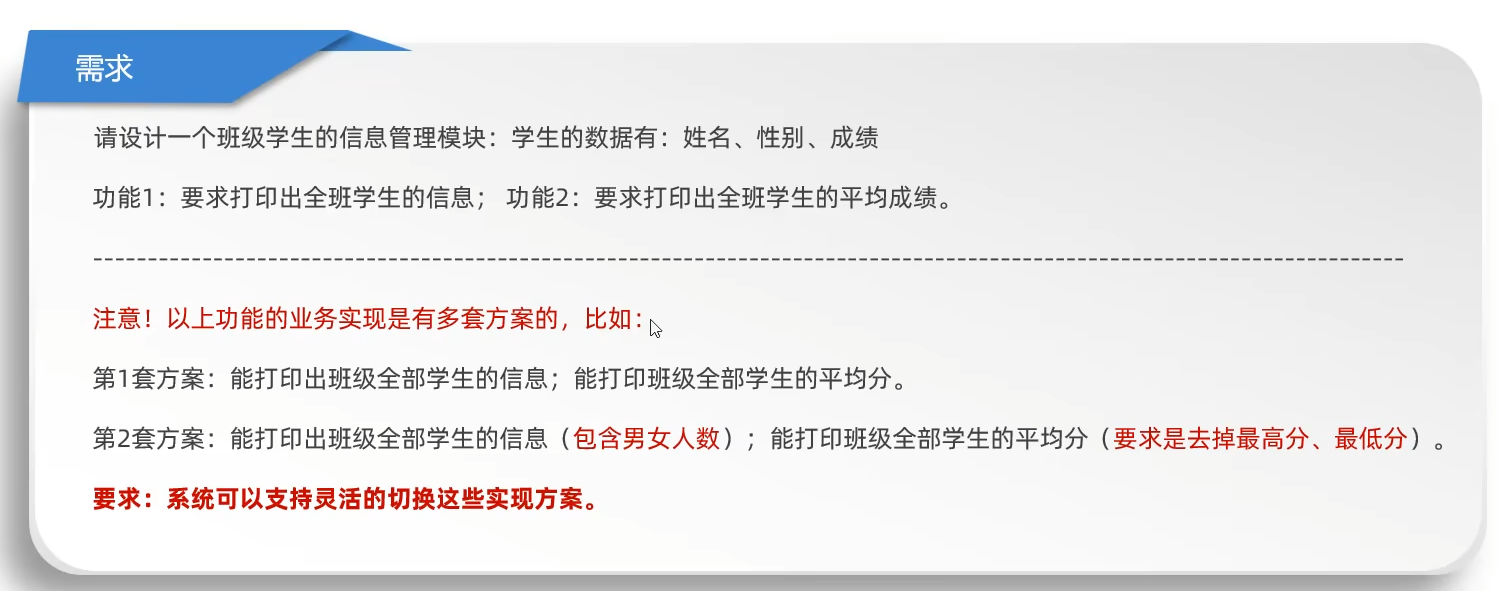 需求
请设计一个班级学生的信息管理模块：学生的数据有：姓名、性别、成绩
功能1：要求打印出全班学生的信息； 功能2：要求打印出全班学生的平均成绩。
注意！以上功能的业务实现是有多套方案的，比如：
第1套方案：能打印出班级全部学生的信息；能打印班级全部学生的平均分。
第2套方案：能打印出班级全部学生的信息（包含男女人数）；能打印班级全部学生的平均分（要求是去掉最高分、最低分）。
要求：系统可以支持灵活的切换这些实现方案。